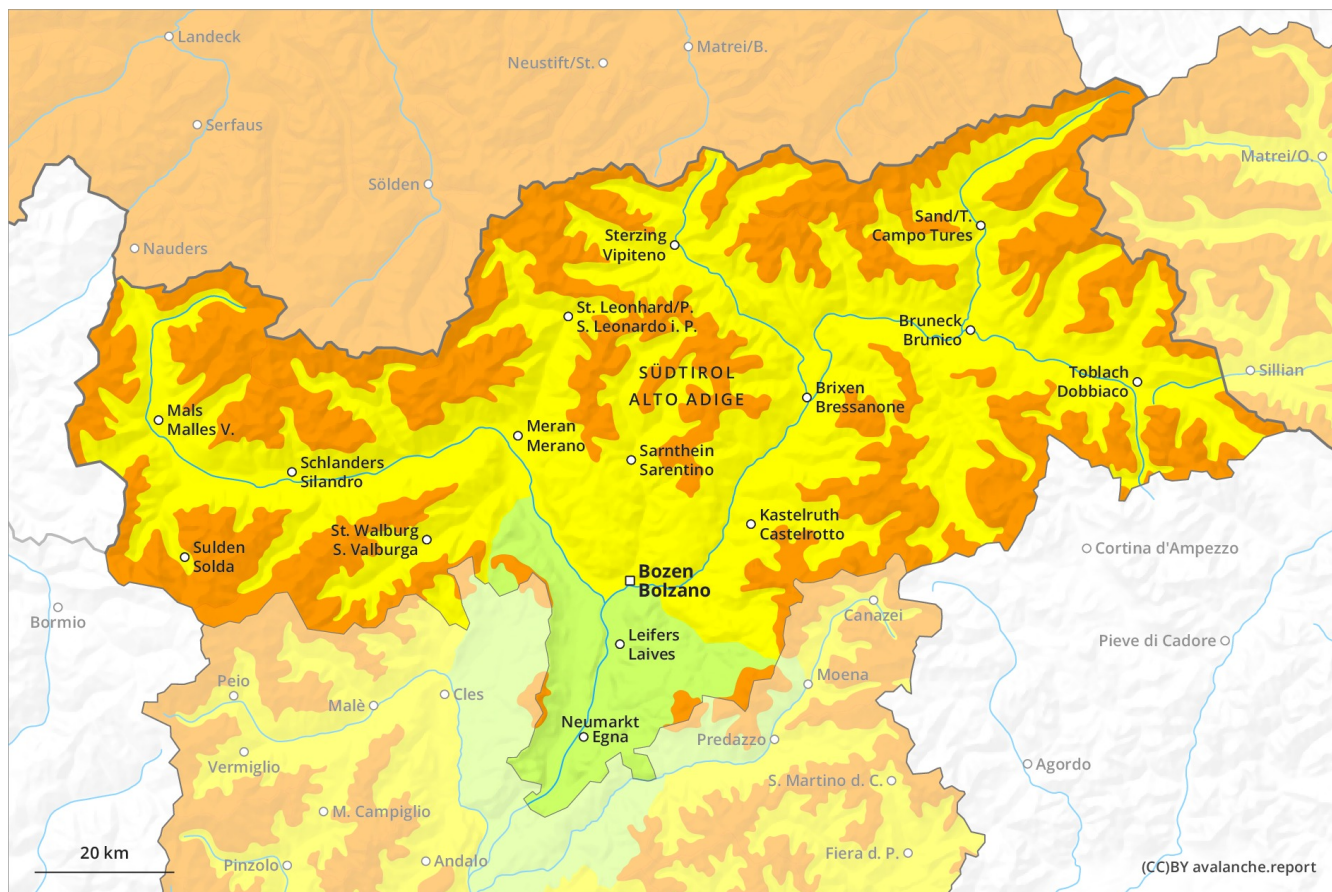 Landeck
Matrei/B.
Neustift/St.
Serfaus
Matrei/O.
Sölden
Sand/T.
Campo Tures
Sterzing
Vipiteno
Nauders
St. Leonhard/P.
S. Leonardo i. P.
Bruneck
Brunico
SÜDTIROL
ALTO ADIGE
Toblach
Dobbiaco
Sillian
Brixen
Bressanone
Mals
Malles V.
Meran
Merano
Sarnthein
Sarentino
Schlanders
Silandro
Kastelruth
Castelrotto
St. Walburg
S. Valburga
Sulden
Solda
Cortina d'Ampezzo
Bozen
Bolzano
Bormio
Canazei
Leifers
Laives
Pieve di Cadore
Peio
Moena
Cles
Malè
Neumarkt
Egna
Predazzo
Vermiglio
Agordo
S. Martino d. C.
M. Campiglio
20 km
Pinzolo
Andalo
Fiera d. P.
(CC)BY avalanche.report